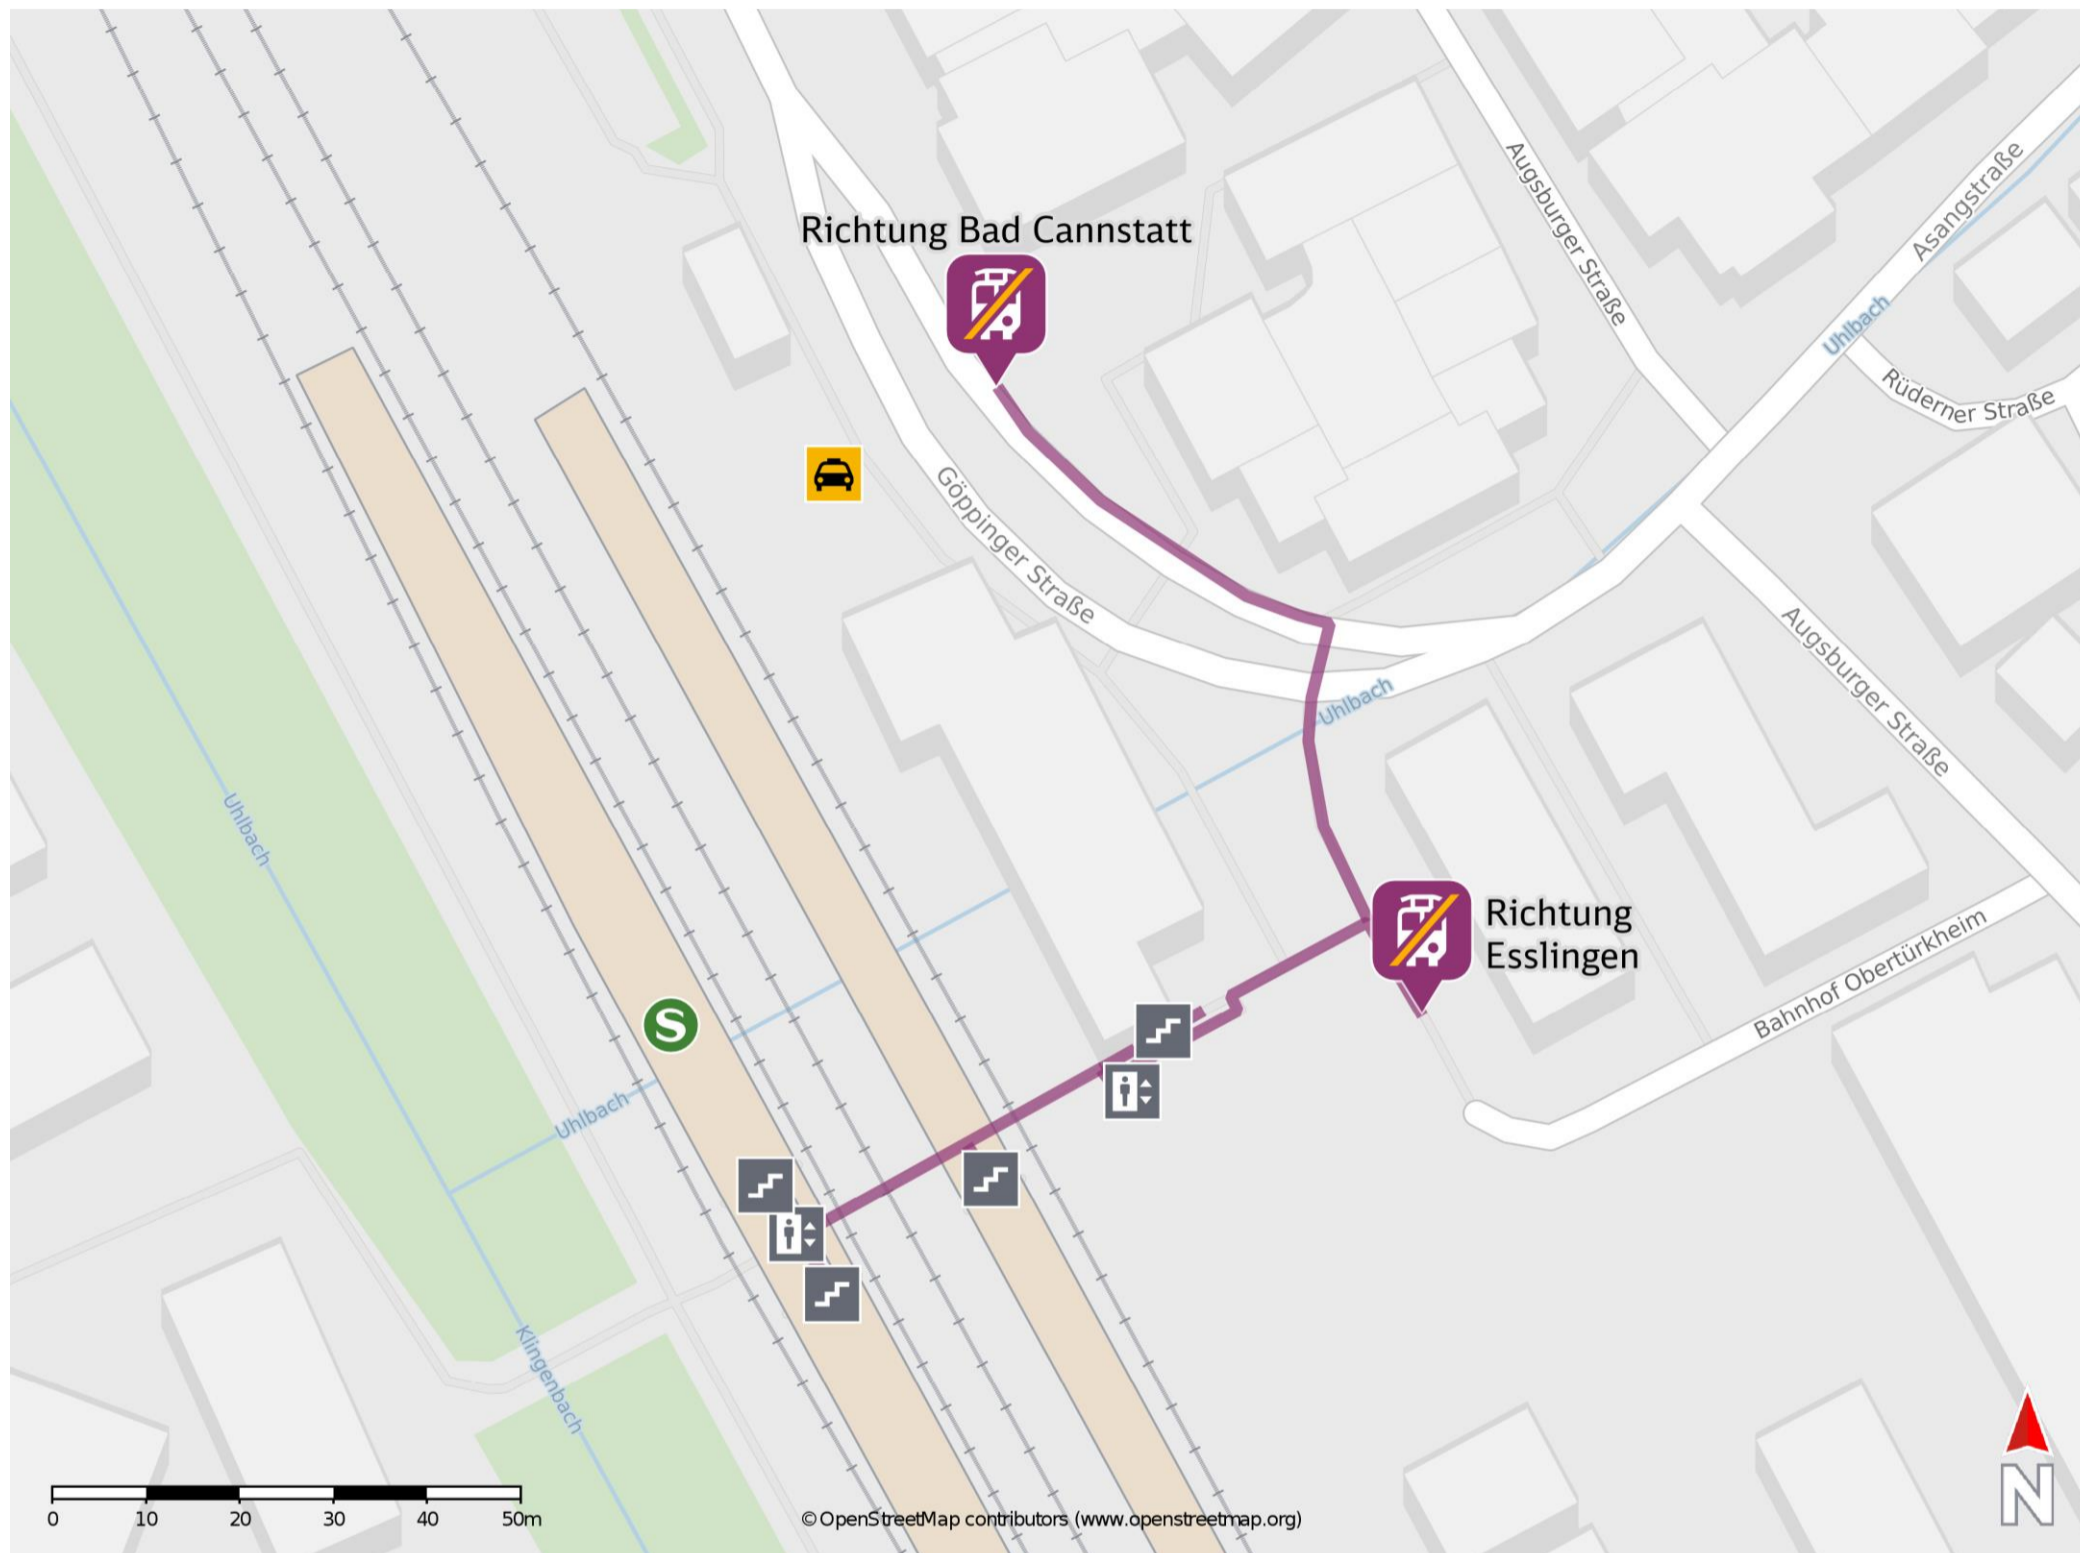 Richtung Bad Cannstatt
Augsburger Straße
Asangstraße
Uhlbach
Rüderner Straße
Göppinger Straße
Uhlbach
Augsburger Straße
Uhlbach
Richtung
Esslingen
Bahnhof Obertürkheim
S
Uhlbach
Klingenbach
0 10 20 30 40 50m
©OpenStreetMap contributors (www.openstreetmap.org)
N